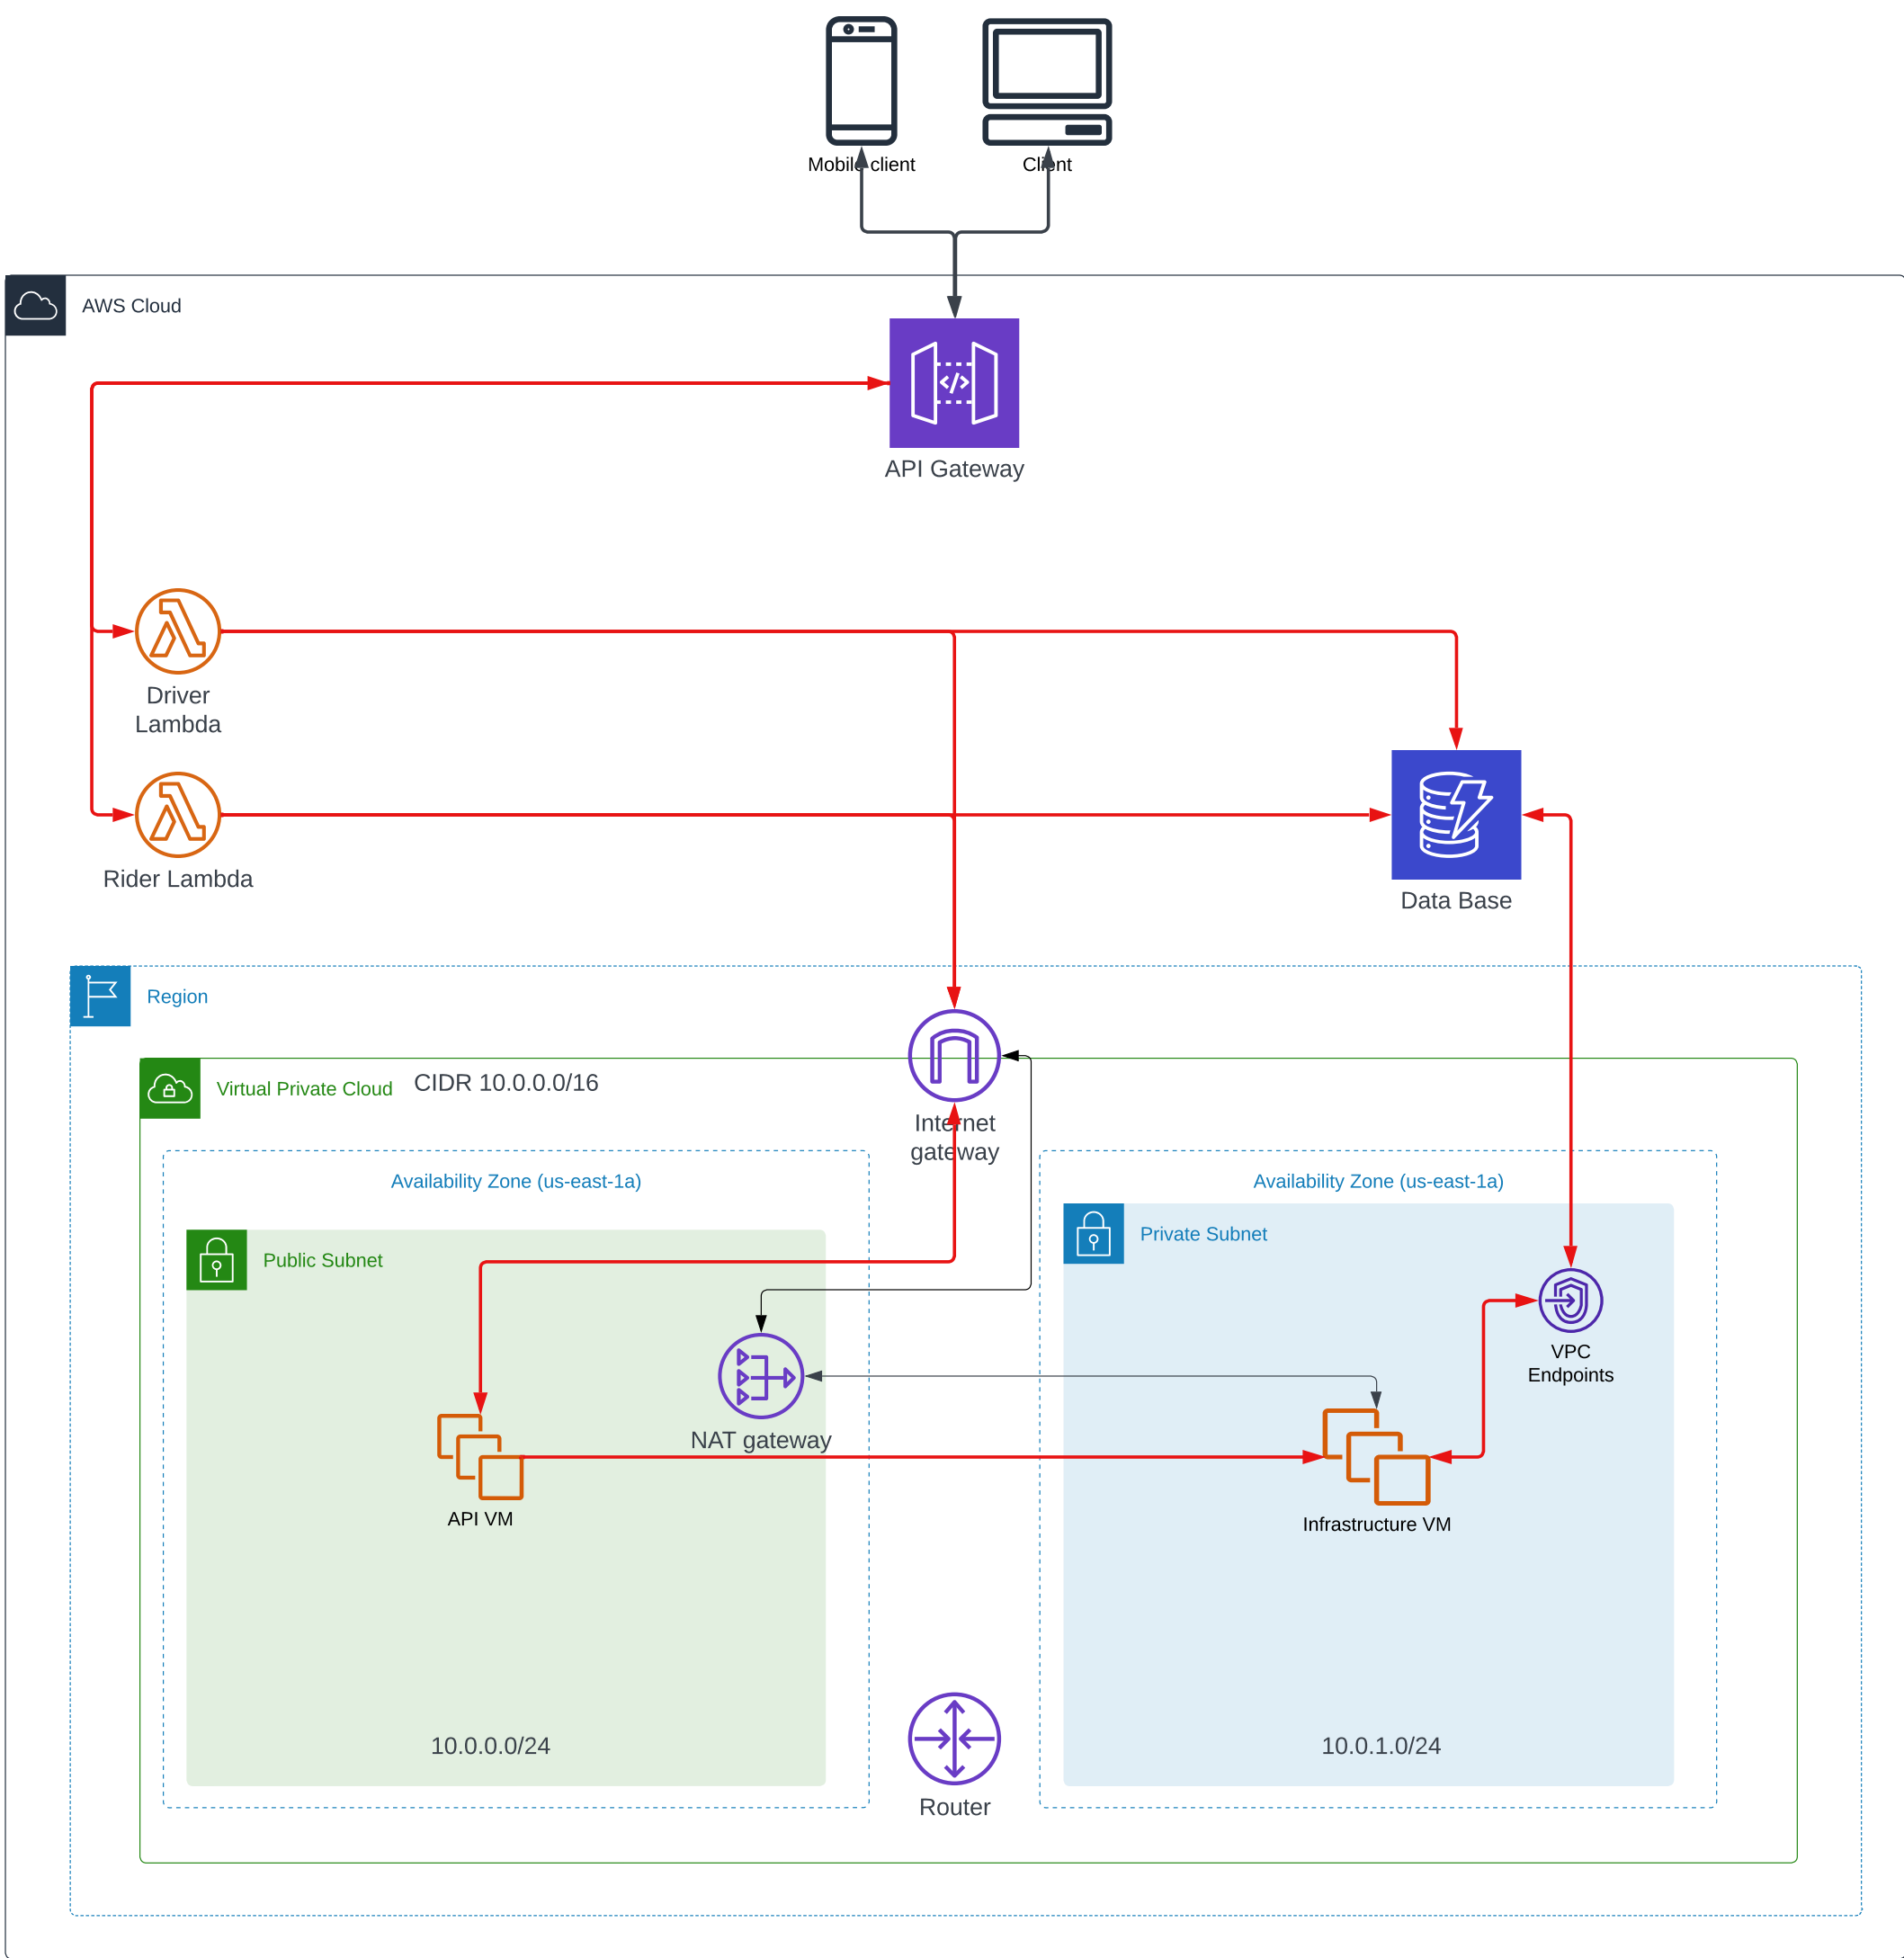 Mobile client
Client
AWS Cloud
API Gateway
Driver
Lambda
Rider Lambda
Data Base
Region
Virtual Private Cloud
CIDR 10.0.0.0/16
Internet
gateway
Availability Zone (us-east-1a)
Availability Zone (us-east-1a)
Public Subnet
Private Subnet
VPC
Endpoints
NAT gateway
API VM
Infrastructure VM
10.0.0.0/24
10.0.1.0/24
Router